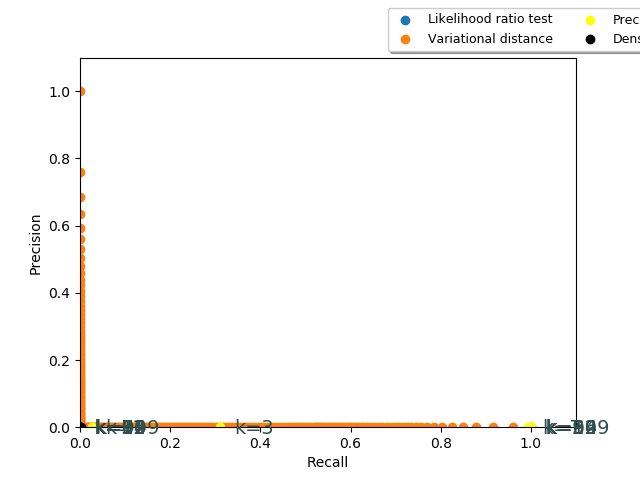 Likelihood ratio test
Variational distance
Prec
Dens
1.0
0.8
0.6
0.4
0.2
0.0
Precision
k=3
0.0 0.2 0.4 0.6 0.8 1.0
Recall